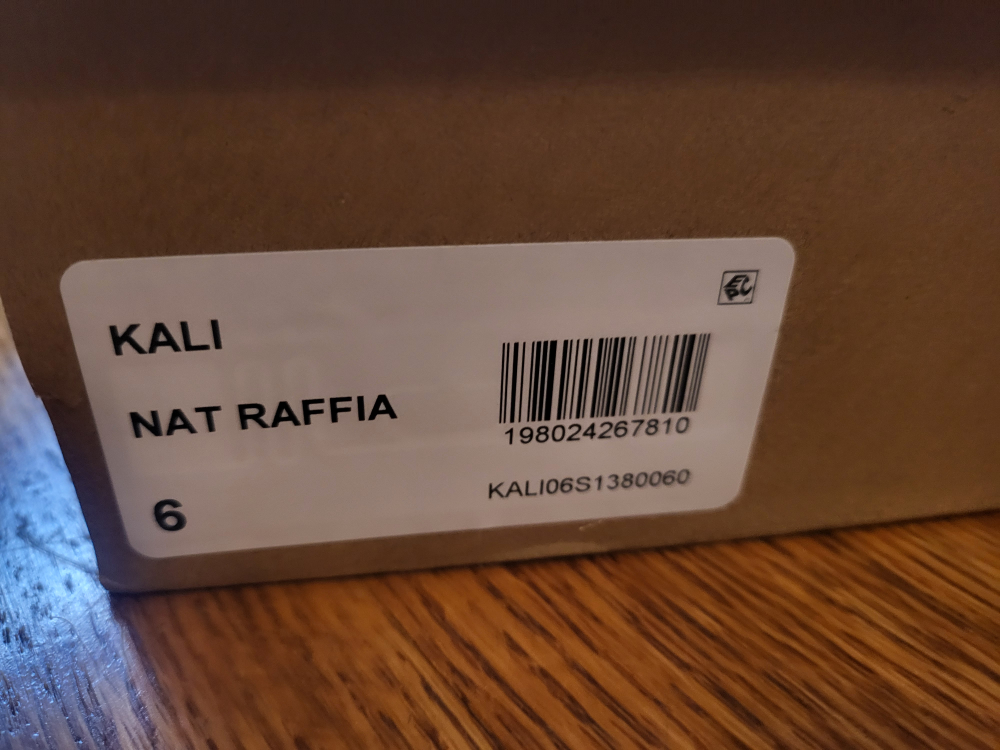 KALI
NAT RAFFIA
6
198024267810
KALI06S1380060